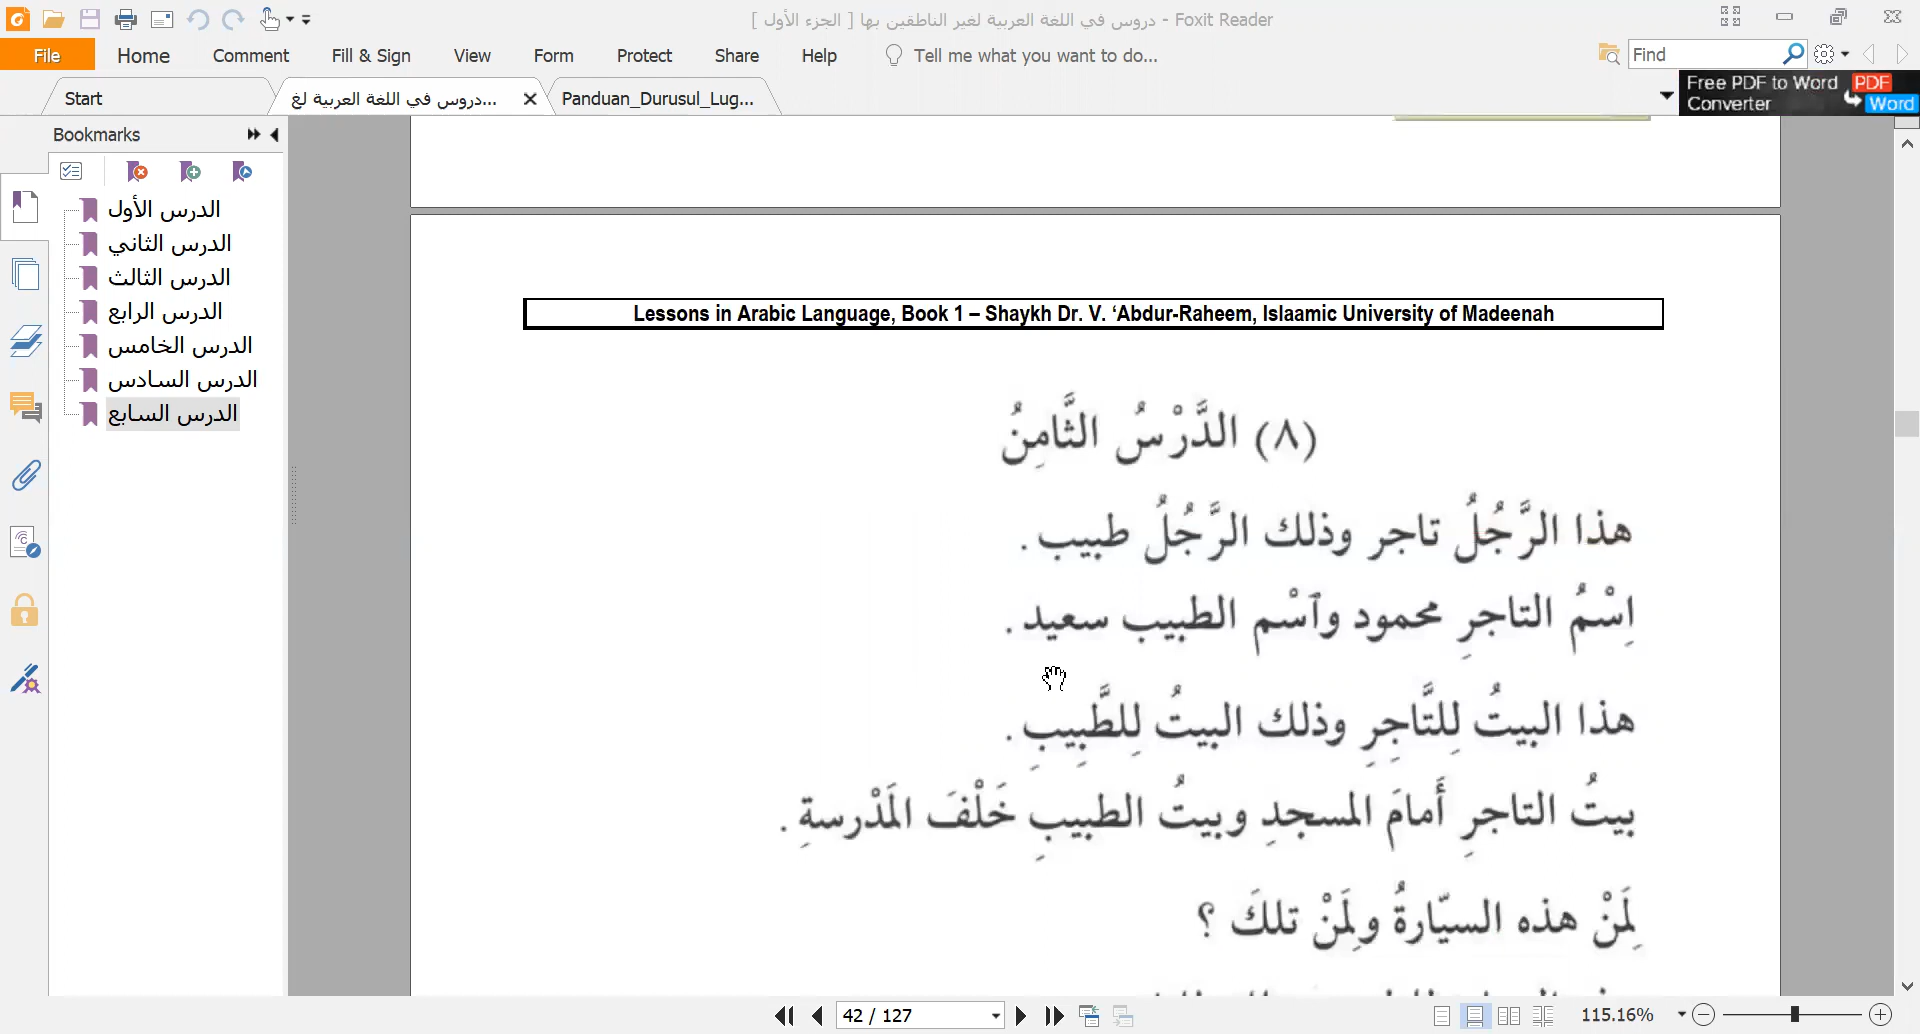 [ دروس في اللغة العربية لغير الناطقين بها [ الجزء الأول - Foxit Reader
File Home Comment Fill & Sign View Form Protect Share Help Tell me what you want to do... Find
Start دروس في اللغة العربية لغ... Panduan_Durusul_Lug...
Free PDF to Word Converter PDF Word
Bookmarks
الدرس الأول
الدرس الثاني
الدرس الثالث
الدرس الرابع
الدرس الخامس
الدرس السادس
الدرس السابع
Lessons in Arabic Language, Book 1 – Shaykh Dr. V. ‘Abdur-Raheem, Islaamic University of Madeenah
(٨) الدَّرْسُ الثَّامِنُ
هذا الرَّجُلُ تاجر وذلك الرَّجُلُ طبيب .
اِسْمُ التاجرِ محمود وٱسْم الطبيب سعيد .
هذا البيتُ لِلتَّاجِرِ وذلك البيتُ لِلطَّبِيبِ .
بيتُ التاجرِ أَمامَ المسجدِ وبيتُ الطبيبِ خَلْفَ المَدْرسةِ .
لِمَنْ هذه السيّارةُ ولِمَنْ تلكَ ؟
42 / 127
115.16%